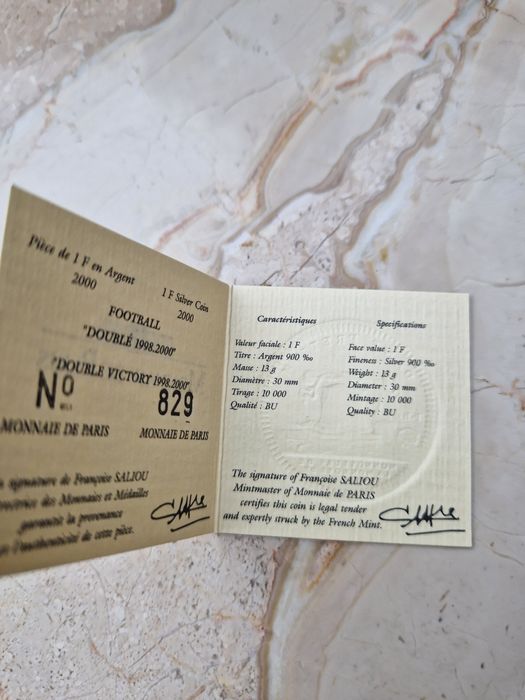 Pièce de 1 F en Argent
2000
1 F Silver Coin
2000
FOOTBALL
"DOUBLÉ 1998.2000"
"DOUBLE VICTORY 1998.2000"
No 829
MONNAIE DE PARIS
MONNAIE DE PARIS
signature de Françoise SALIOU
des Monnaies et Médailles
garantit la provenance
l'authenticité de cette pièce.
Caractéristiques
Valeur faciale : 1 F
Titre : Argent 900 ‰
Masse : 13 g
Diamètre : 30 mm
Tirage : 10 000
Qualité : BU
Specifications
Face value : 1 F
Fineness : Silver 900 ‰
Weight : 13 g
Diameter : 30 mm
Mintage : 10 000
Quality : BU
The signature of Françoise SALIOU
Mintmaster of Monnaie de PARIS
certifies this coin is legal tender
and expertly struck by the French Mint.